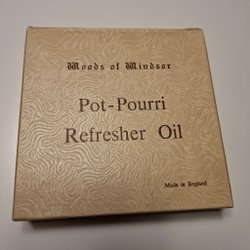 Woods of Windsor
Pot-Pourri
Refresher Oil
Made in England